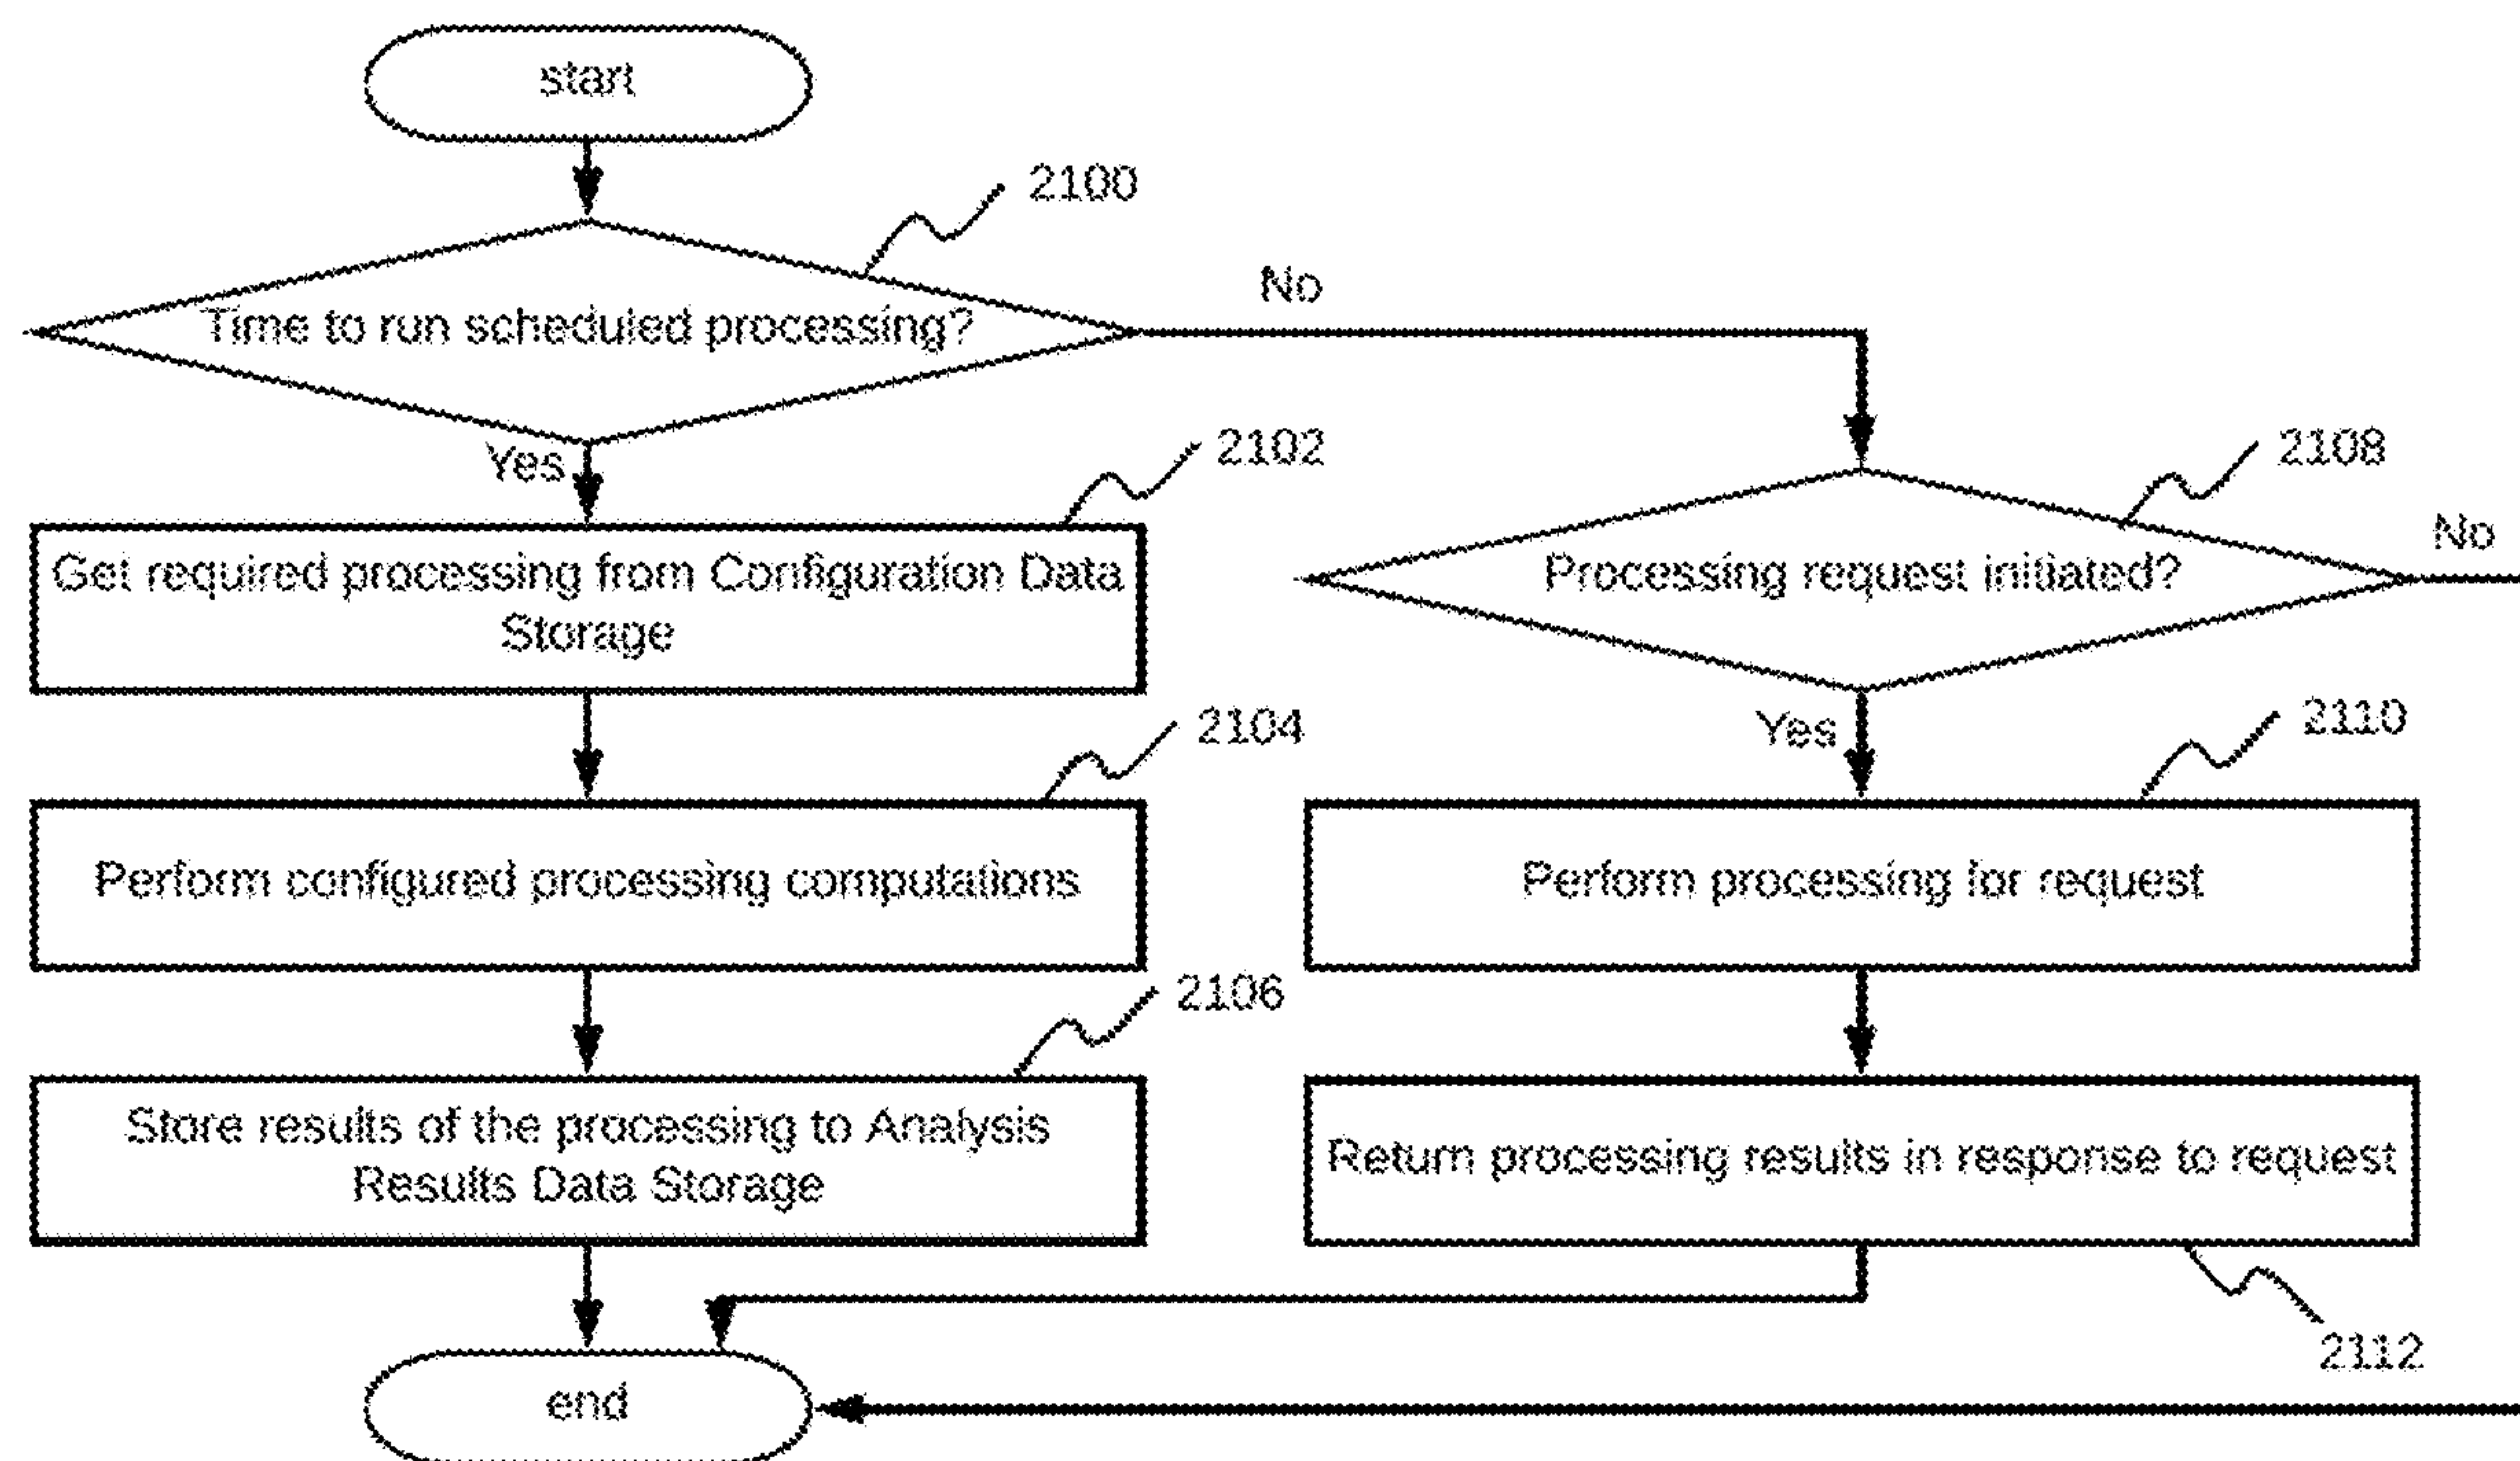 start
2100
No
Time to run scheduled processing?
Yes
2102
2108
No
Get required processing from Configuration Data
Storage
Processing request initiated?
2104
Yes
2110
Perform configured processing computations
Perform processing for request
2106
Store results of the processing to Analysis
Results Data Storage
Return processing results in response to request
2112
end